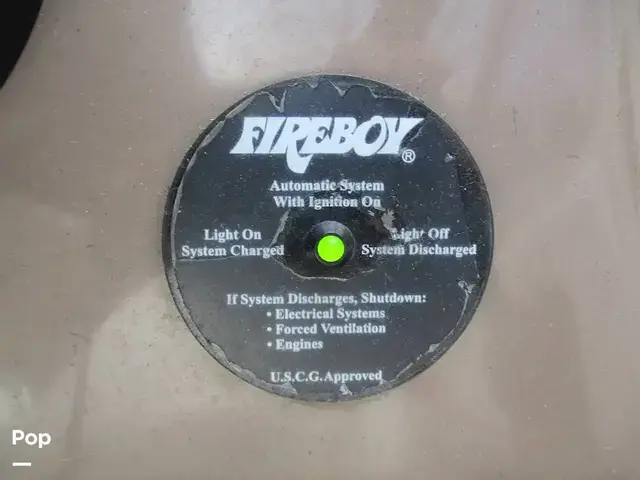 FIREBOY®
Automatic System
With Ignition On
Light On
System Charged
Light Off
System Discharged
If System Discharges, Shutdown:
• Electrical Systems
• Forced Ventilation
• Engines
U.S.C.G. Approved
Pop